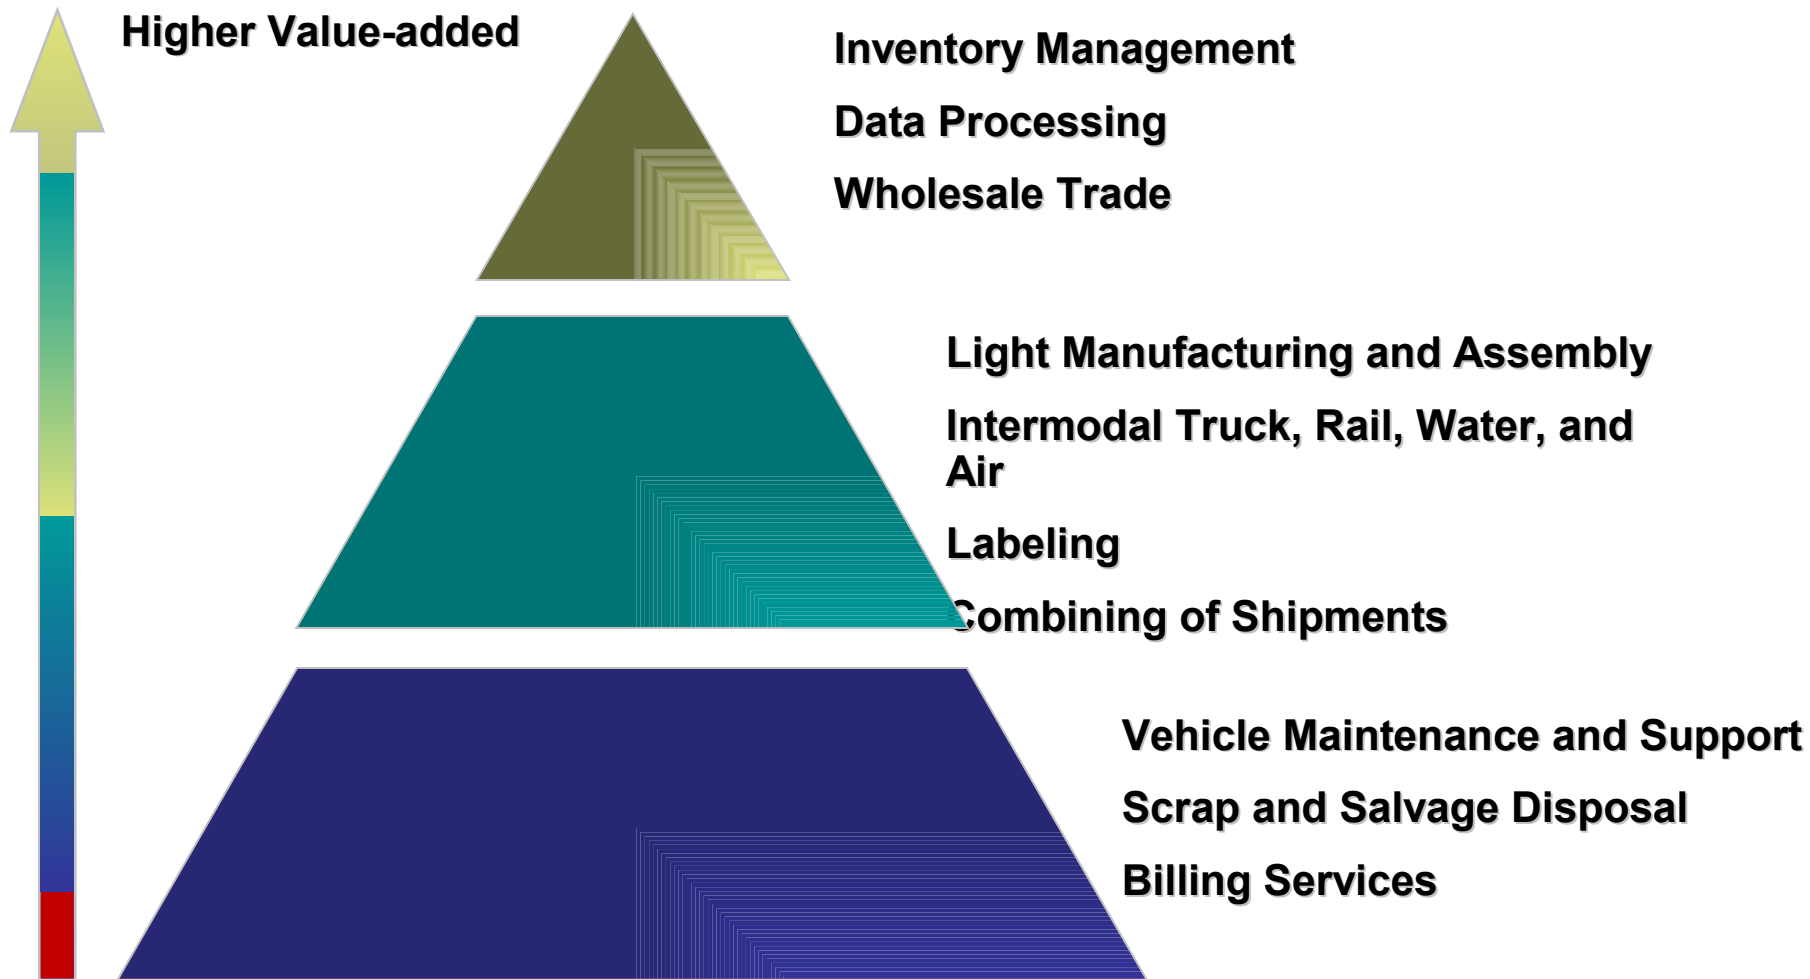 Higher Value-added
Inventory Management
Data Processing
Wholesale Trade
Light Manufacturing and Assembly
Intermodal Truck, Rail, Water, and
Air
Labeling
Combining of Shipments
Vehicle Maintenance and Support
Scrap and Salvage Disposal
Billing Services